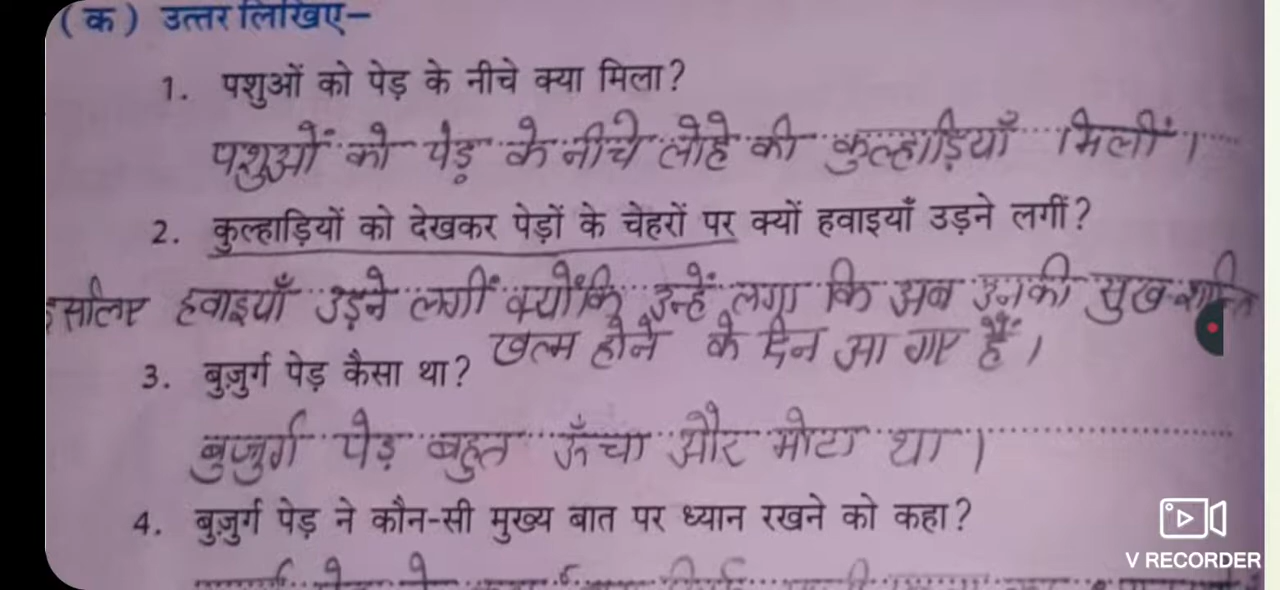 (क) उत्तर लिखिए–
1. पशुओं को पेड़ के नीचे क्या मिला?
पशुओं को पेड़ के नीचे लोहे की कुल्हाड़ियाँ मिलीं।
2. कुल्हाड़ियों को देखकर पेड़ों के चेहरों पर क्यों हवाइयाँ उड़ने लगीं?
इसलिए हवाइयाँ उड़ने लगीं क्योंकि उन्हें लगा कि अब उनकी सुख-शांति
खत्म होने के दिन आ गए हैं।
3. बुज़ुर्ग पेड़ कैसा था?
बुजुर्ग पेड़ बहुत ऊँचा और मोटा था।
4. बुज़ुर्ग पेड़ ने कौन-सी मुख्य बात पर ध्यान रखने को कहा?
V RECORDER